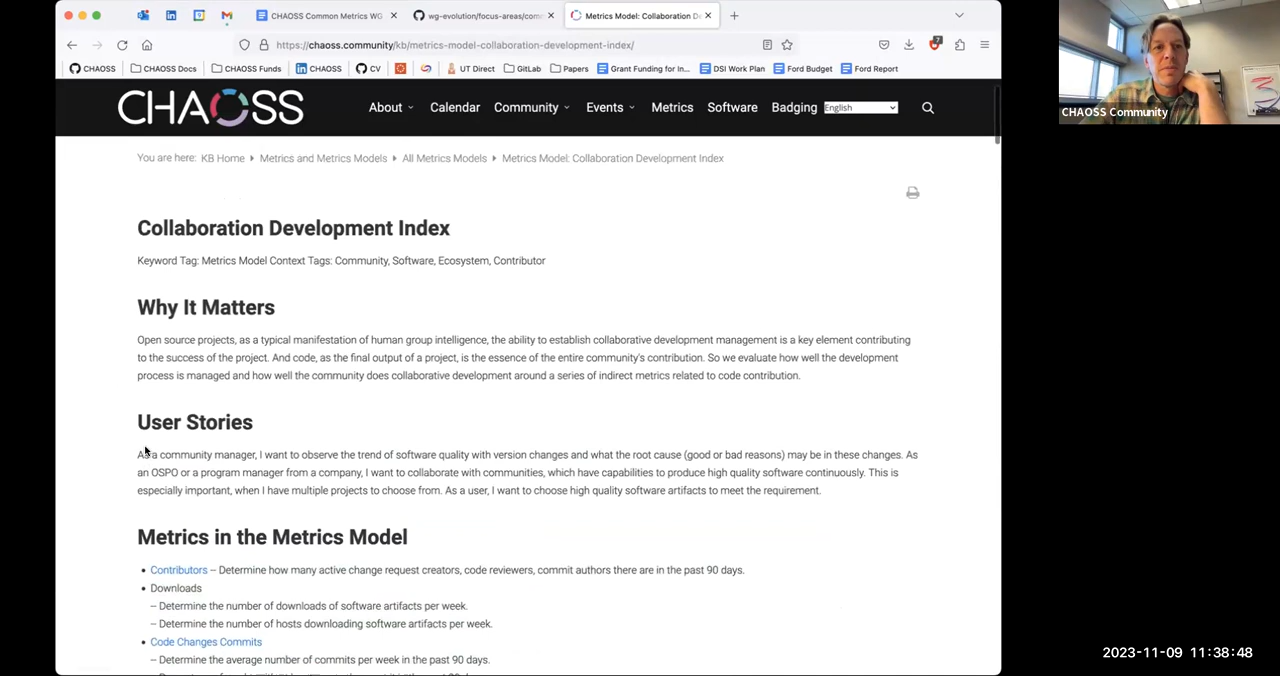 CHAOSS Common Metrics WG
wg-evolution/focus-areas/com
Metrics Model: Collaboration D
https://chaoss.community/kb/metrics-model-collaboration-development-index/
7
CHAOSS
CHAOSS Docs
CHAOSS Funds
CHAOSS
CV
UT Direct
GitLab
Papers
Grant Funding for In...
DSI Work Plan
Ford Budget
Ford Report
CHAOSS
About
Calendar
Community
Events
Metrics
Software
Badging
English
You are here: KB Home Metrics and Metrics Models All Metrics Models Metrics Model: Collaboration Development Index
Collaboration Development Index
Keyword Tag: Metrics Model Context Tags: Community, Software, Ecosystem, Contributor
Why It Matters
Open source projects, as a typical manifestation of human group intelligence, the ability to establish collaborative development management is a key element contributing
to the success of the project. And code, as the final output of a project, is the essence of the entire community's contribution. So we evaluate how well the development
process is managed and how well the community does collaborative development around a series of indirect metrics related to code contribution.
User Stories
As a community manager, I want to observe the trend of software quality with version changes and what the root cause (good or bad reasons) may be in these changes. As
an OSPO or a program manager from a company, I want to collaborate with communities, which have capabilities to produce high quality software continuously. This is
especially important, when I have multiple projects to choose from. As a user, I want to choose high quality software artifacts to meet the requirement.
Metrics in the Metrics Model
• Contributors – Determine how many active change request creators, code reviewers, commit authors there are in the past 90 days.
• Downloads
– Determine the number of downloads of software artifacts per week.
– Determine the number of hosts downloading software artifacts per week.
• Code Changes Commits
– Determine the average number of commits per week in the past 90 days.
CHAOSS Community
2023-11-09 11:38:48